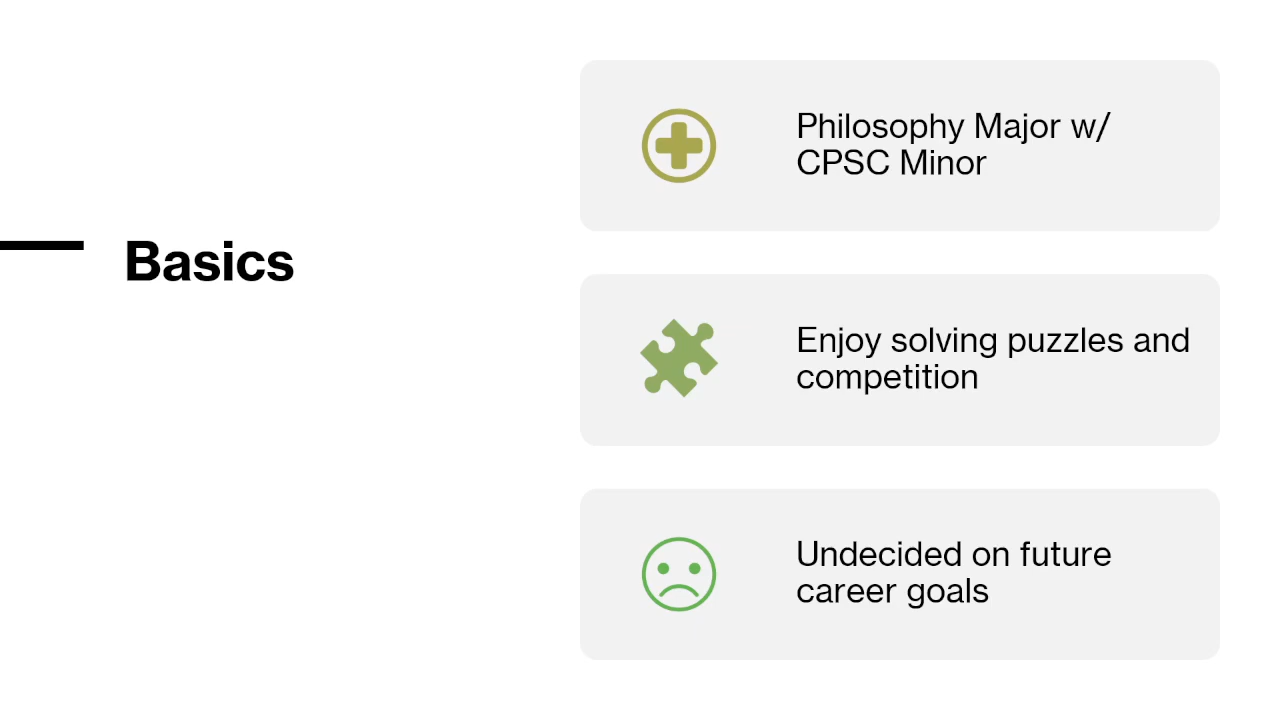 Basics
Philosophy Major w/
CPSC Minor
Enjoy solving puzzles and
competition
Undecided on future
career goals